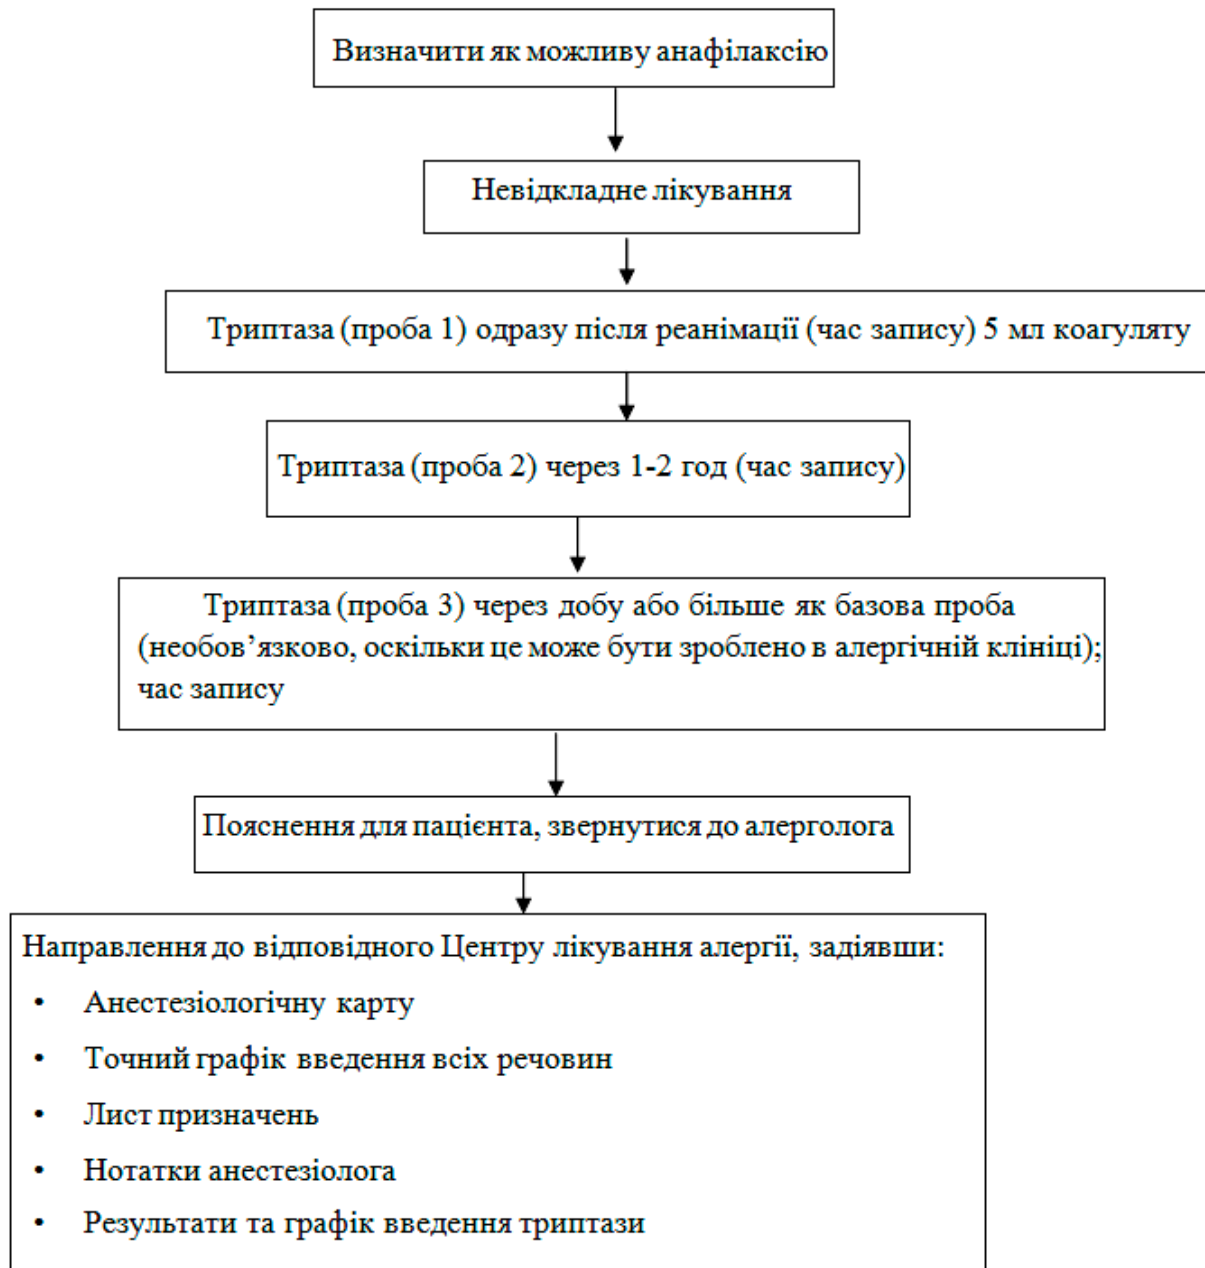 Визначити як можливу анафілаксію
Невідкладне лікування
Триптаза (проба 1) одразу після реанімації (час запису) 5 мл коагуляту
Триптаза (проба 2) через 1-2 год (час запису)
Триптаза (проба 3) через добу або більше як базова проба
(необов’язково, оскільки це може бути зроблено в алергічній клініці);
час запису
Пояснення для пацієнта, звернутися до алерголога
Направлення до відповідного Центру лікування алергії, задіявши:
• Анестезіологічну карту
• Точний графік введення всіх речовин
• Лист призначень
• Нотатки анестезіолога
• Результати та графік введення триптази